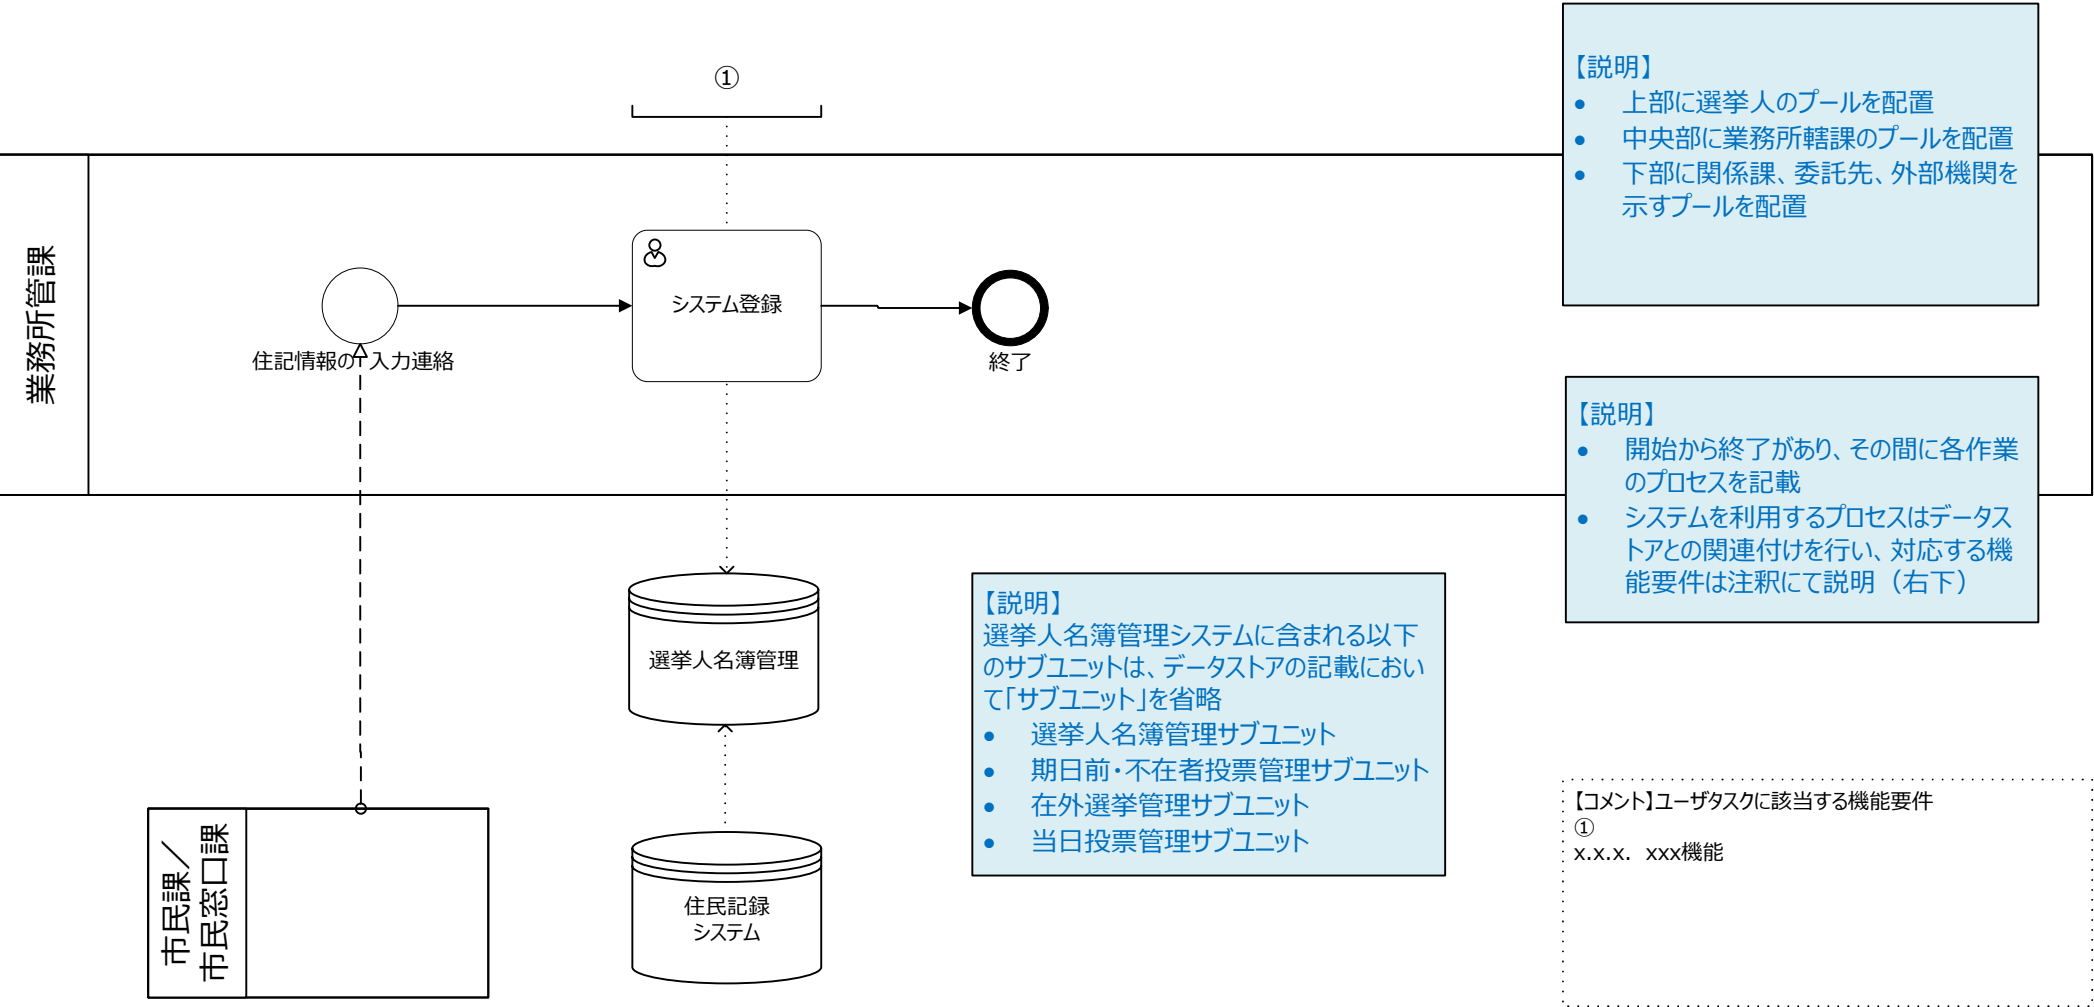 ①
【説明】
• 上部に選挙人のプールを配置
• 中央部に業務所轄課のプールを配置
• 下部に関係課、委託先、外部機関を
示すプールを配置
業務所管課
システム登録
住記情報の入力連絡
終了
【説明】
• 開始から終了があり、その間に各作業
のプロセスを記載
• システムを利用するプロセスはデータス
トアとの関連付けを行い、対応する機
能要件は注釈にて説明（右下）
選挙人名簿管理
【説明】
選挙人名簿管理システムに含まれる以下
のサブユニットは、データストアの記載におい
て「サブユニット」を省略
• 選挙人名簿管理サブユニット
• 期日前・不在者投票管理サブユニット
• 在外選挙管理サブユニット
• 当日投票管理サブユニット
市民課／
市民窓口課
住民記録
システム
【コメント】ユーザタスクに該当する機能要件
①
x.x.x. xxx機能